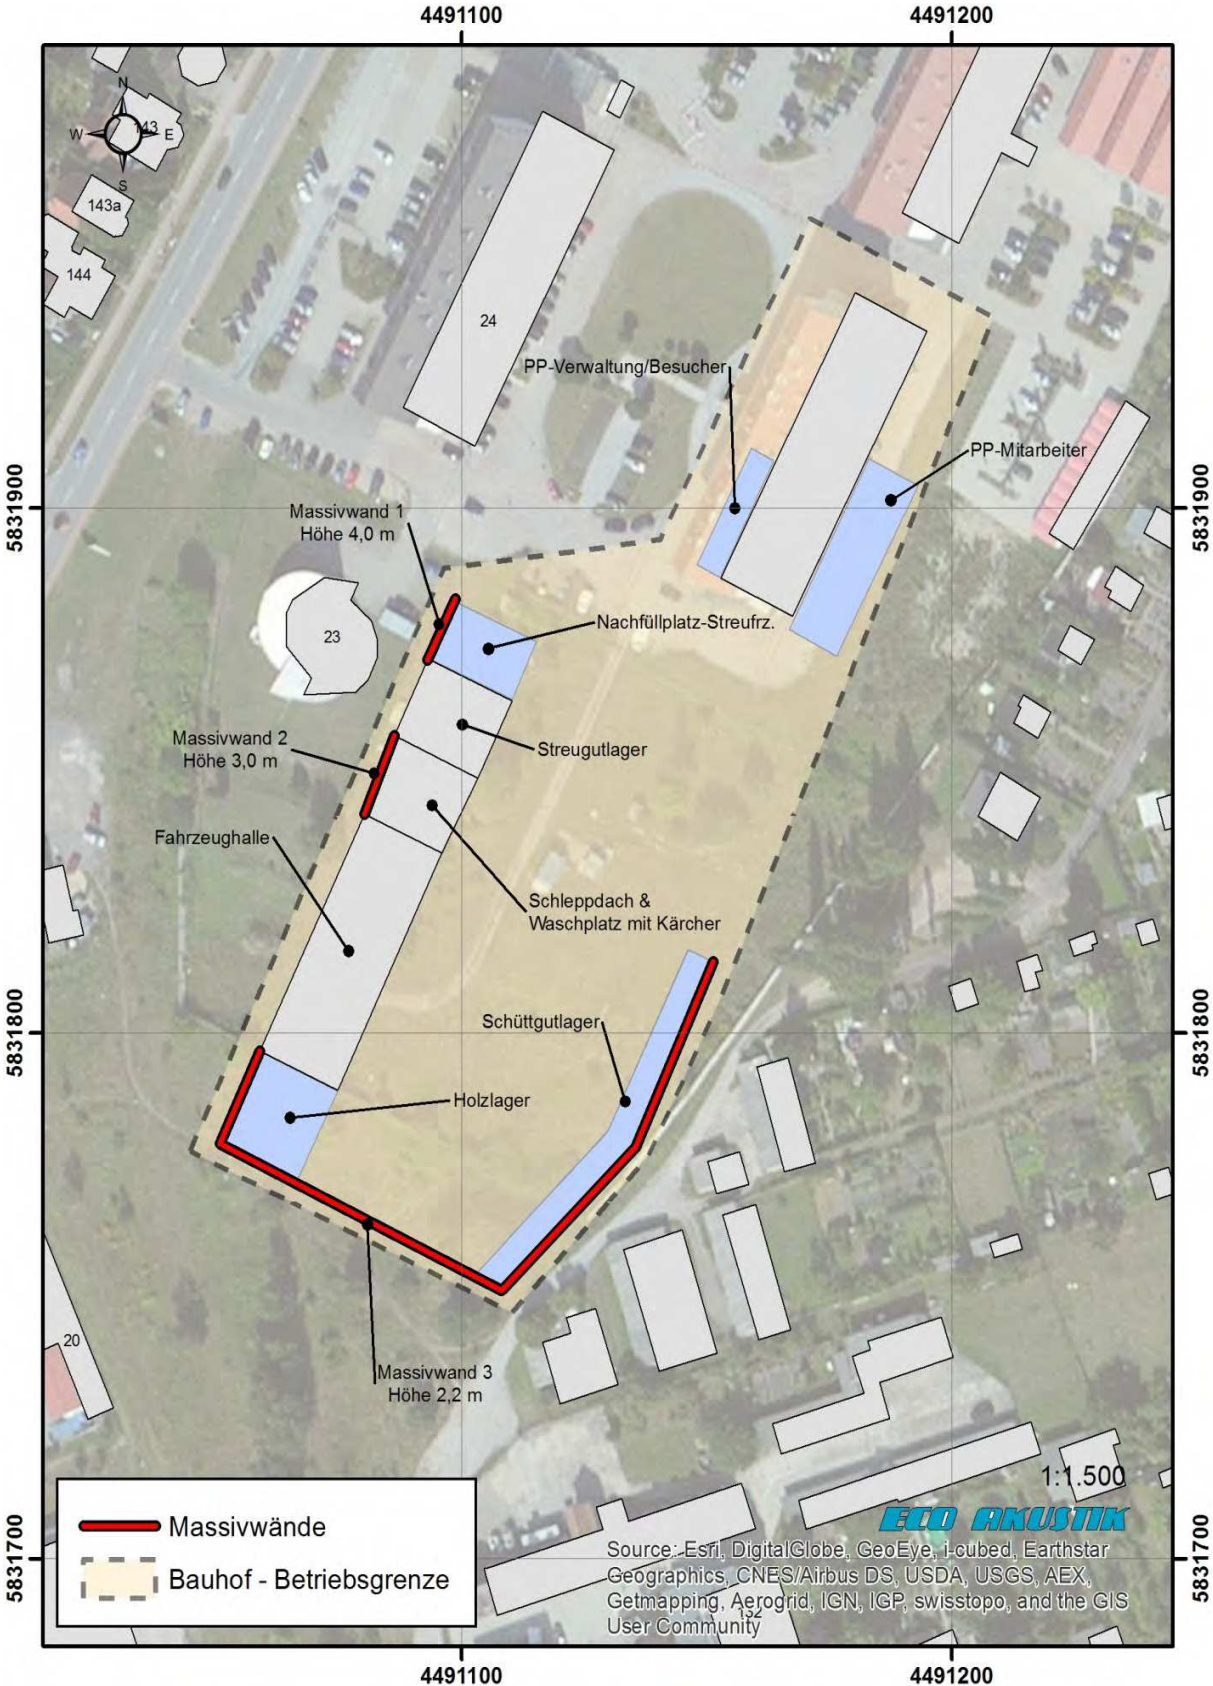 4491100
4491200
N
W
143
E
S
143a
144
24
PP-Verwaltung/Besucher
PP-Mitarbeiter
5831900
5831900
Massivwand 1
Höhe 4,0 m
Nachfüllplatz-Streufrz.
23
Massivwand 2
Höhe 3,0 m
Streugutlager
Fahrzeughalle
Schleppdach &
Waschplatz mit Kärcher
Schüttgutlager
5831800
5831800
Holzlager
20
Massivwand 3
Höhe 2,2 m
1:1.500
ECO AKUSTIK
Massivwände
Bauhof - Betriebsgrenze
Source: Esri, DigitalGlobe, GeoEye, i-cubed, Earthstar
Geographics, CNES/Airbus DS, USDA, USGS, AEX,
Getmapping, Aerogrid, IGN, IGP, swisstopo, and the GIS
User Community
132
5831700
5831700
4491100
4491200